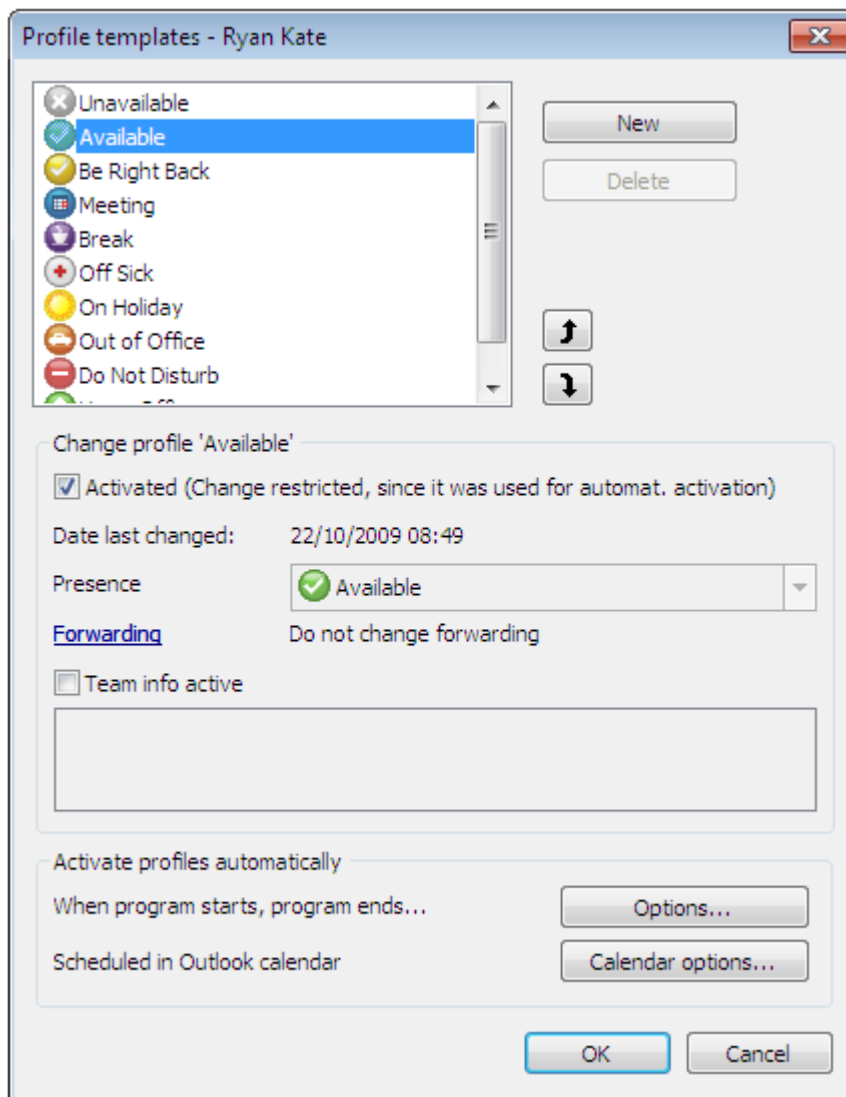 Profile templates - Ryan Kate
Unavailable
Available
Be Right Back
Meeting
Break
Off Sick
On Holiday
Out of Office
Do Not Disturb
New
Delete
Change profile 'Available'
Activated (Change restricted, since it was used for automat. activation)
Date last changed: 22/10/2009 08:49
Presence Available
Forwarding Do not change forwarding
Team info active
Activate profiles automatically
When program starts, program ends... Options...
Scheduled in Outlook calendar Calendar options...
OK Cancel